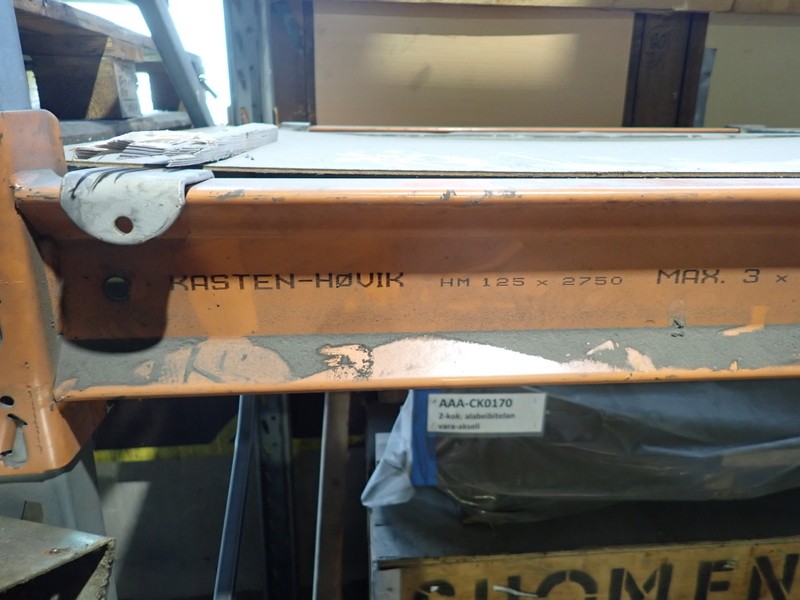 KASTEN-HØVIK HM 125 x 2750 MAX. 3 x
AAA-CK0170
2-kok: alabeibitelan
vara-akseli
SUOMEN